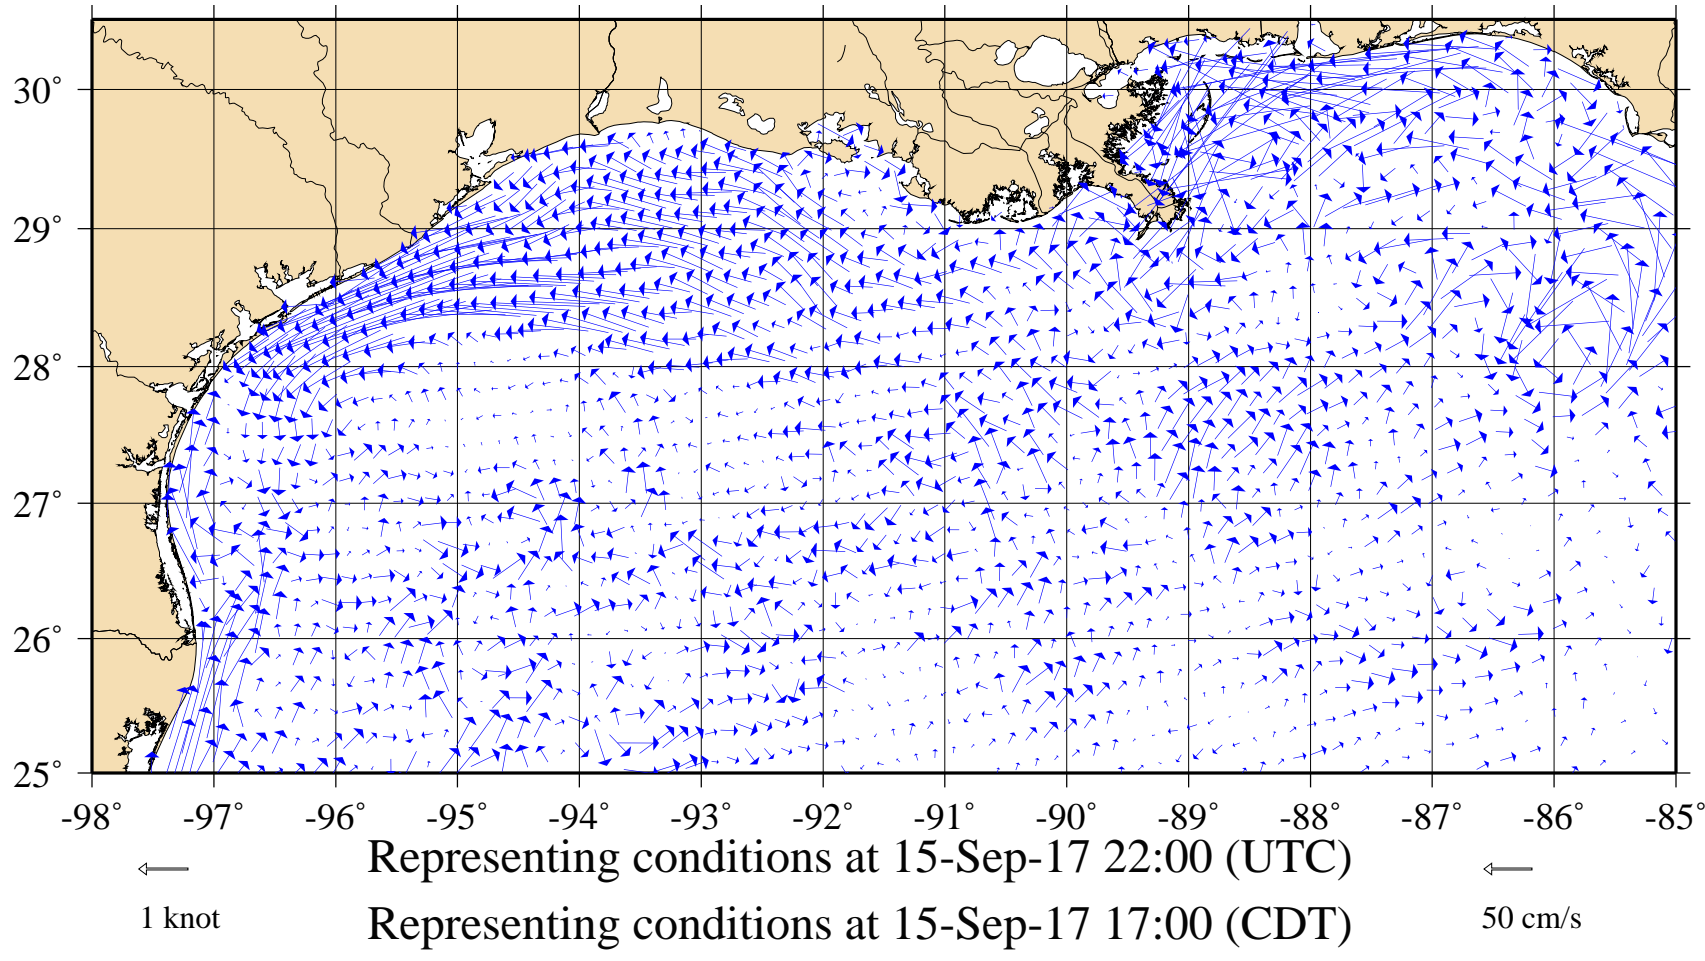 30°
29°
28°
27°
26°
25°
-98° -97° -96° -95° -94° -93° -92° -91° -90° -89° -88° -87° -86° -85°
Representing conditions at 15-Sep-17 22:00 (UTC)
1 knot
Representing conditions at 15-Sep-17 17:00 (CDT)
50 cm/s